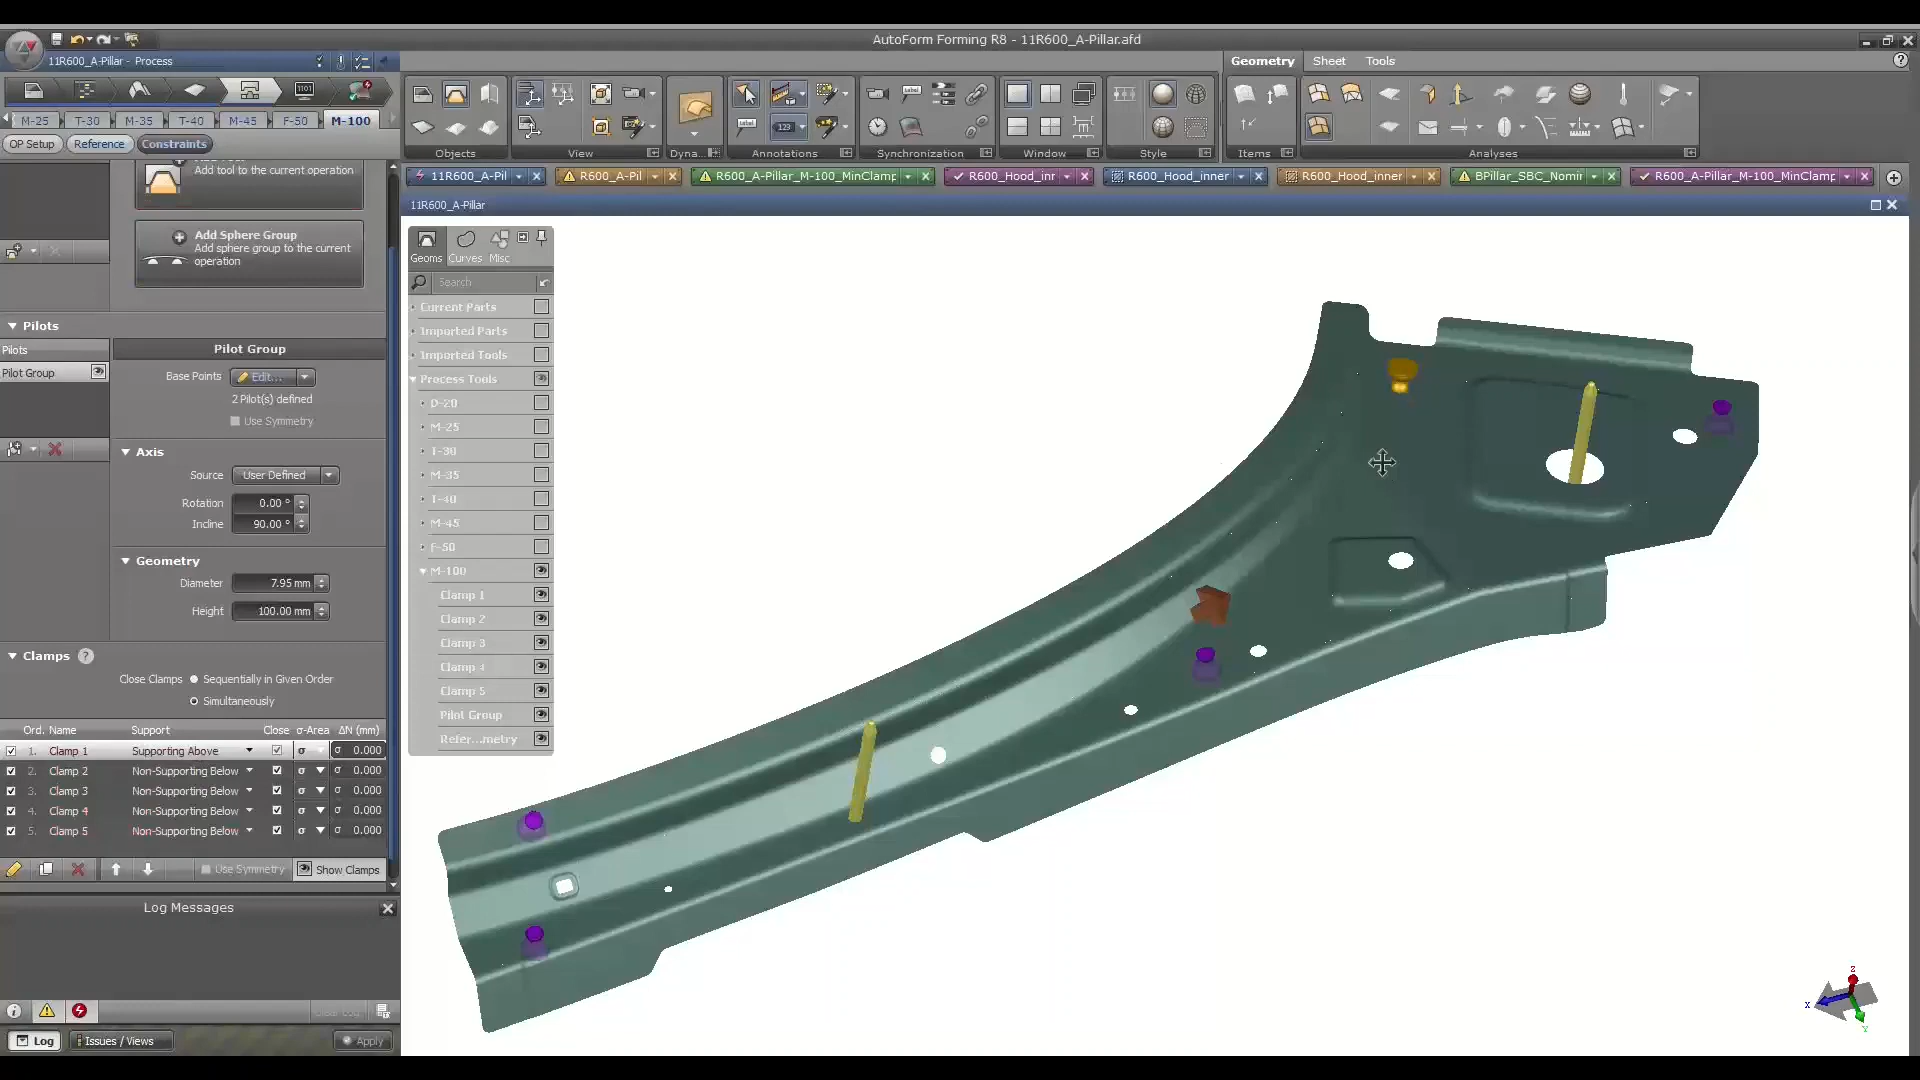 AutoForm Forming R8 - 11R600_A-Pillar.afd
11R600_A-Pillar - Process
Geometry
Sheet
Tools
M-25
T-30
M-35
T-40
M-45
F-50
M-100
OP Setup
Reference
Constraints
Objects
View
Dyna...
Annotations
Synchronization
Window
Style
Items
Analyses
11R600_A-Pil
R600_A-Pil
R600_A-Pillar_M-100_MinClamp
R600_Hood_inr
R600_Hood_inner
R600_Hood_inner
BPillar_SBC_Nomir
R600_A-Pillar_M-100_MinClamp
11R600_A-Pillar
Add tool to the current operation
Add Sphere Group
Add sphere group to the current
operation
Pilots
Pilots
Pilot Group
Pilot Group
Base Points
Edit...
2 Pilot(s) defined
Use Symmetry
Axis
Source
User Defined
Rotation
0.00 °
Incline
90.00 °
Geometry
Diameter
7.95 mm
Height
100.00 mm
Clamps
?
Close Clamps
Sequentially in Given Order
Simultaneously
Ord. Name Support Close σ-Area ΔN (mm)
1. Clamp 1 Supporting Above σ σ 0.000
2. Clamp 2 Non-Supporting Below σ σ 0.000
3. Clamp 3 Non-Supporting Below σ σ 0.000
4. Clamp 4 Non-Supporting Below σ σ 0.000
5. Clamp 5 Non-Supporting Below σ σ 0.000
Use Symmetry
Show Clamps
Log Messages
Clear Log
Log
Issues / Views
Apply
Geoms
Curves
Misc
Search
Current Parts
Imported Parts
Imported Tools
Process Tools
D-20
M-25
T-30
M-35
T-40
M-45
F-50
M-100
Clamp 1
Clamp 2
Clamp 3
Clamp 4
Clamp 5
Pilot Group
Refer...metry
Z
X
Y